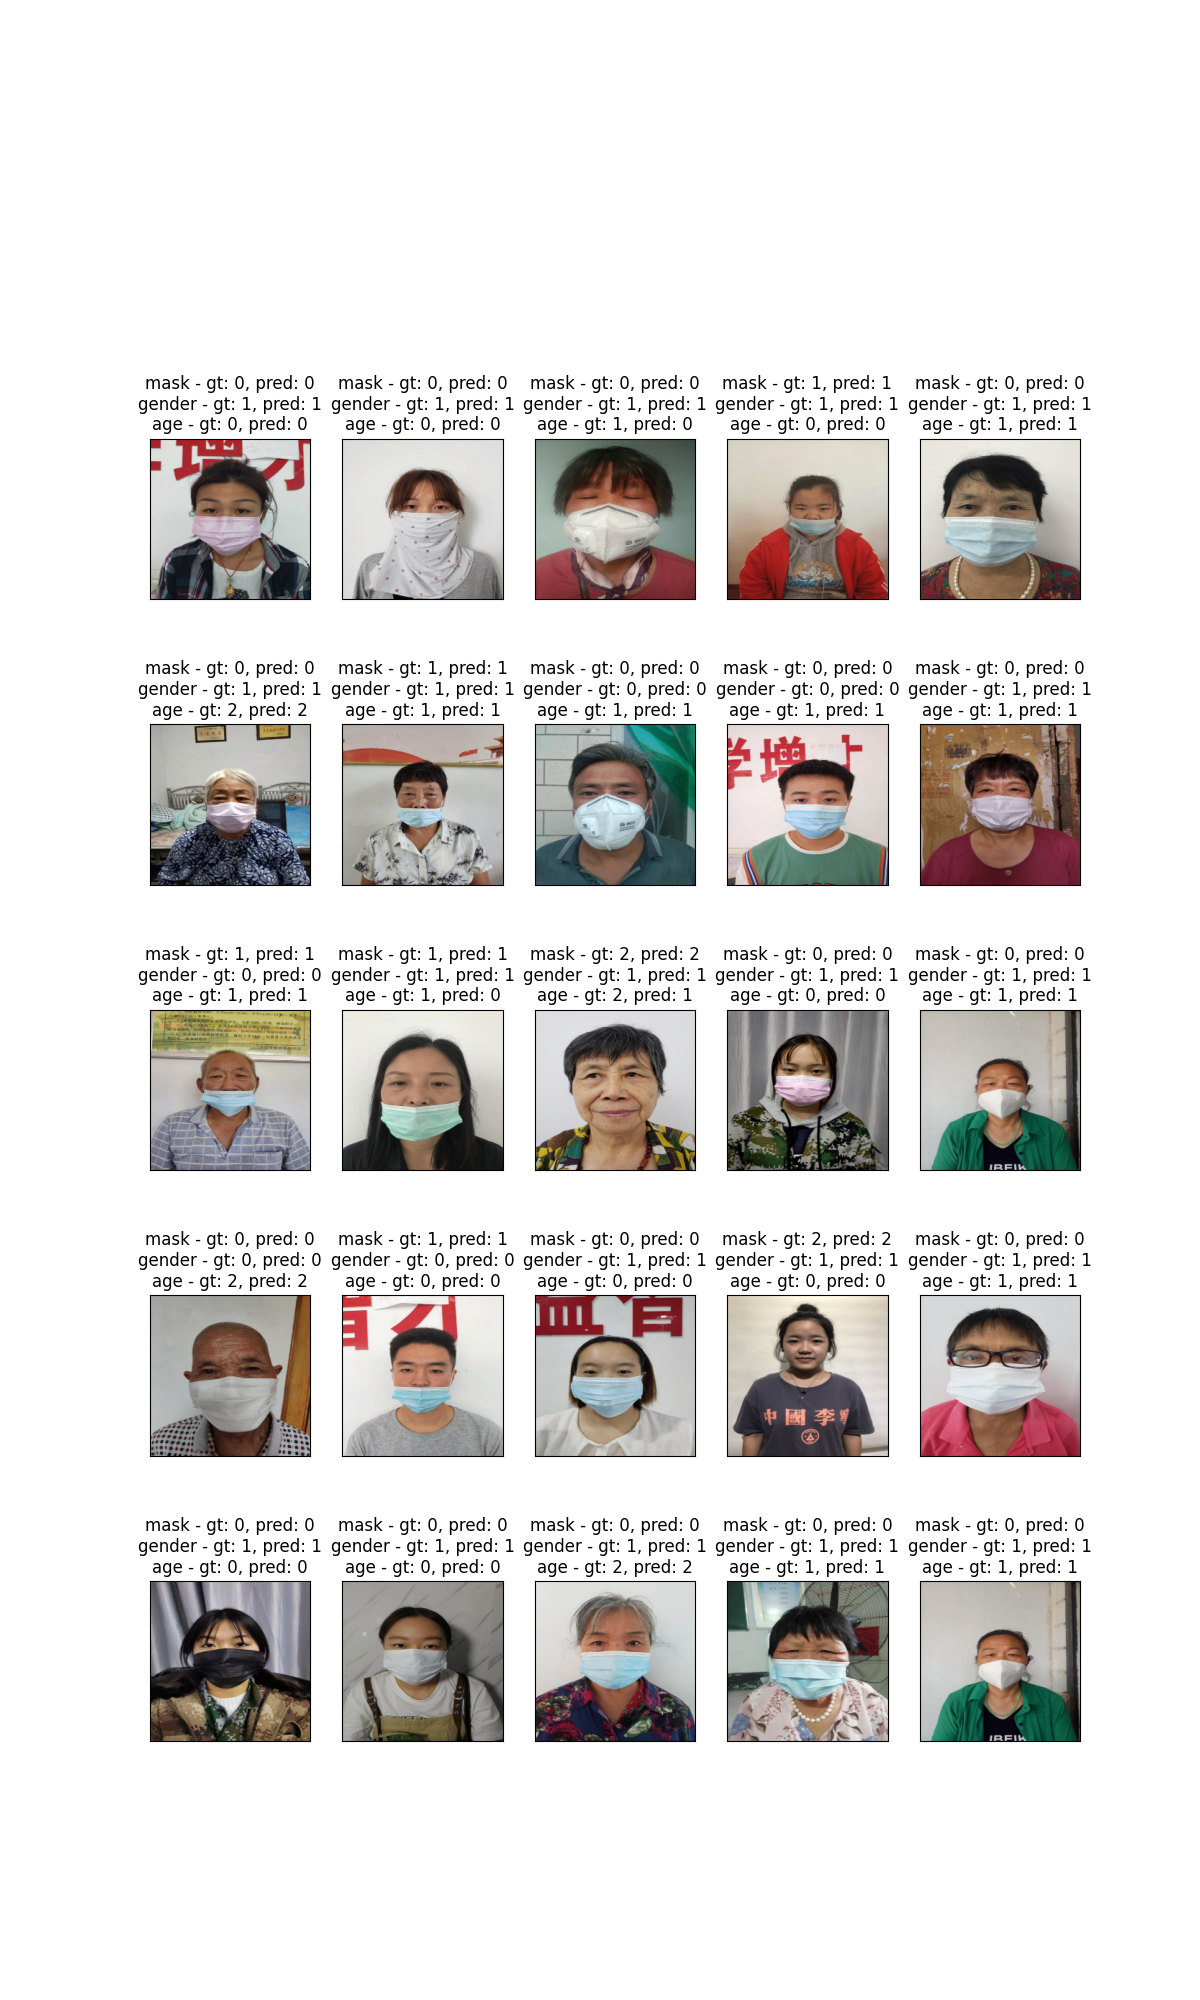 mask - gt: 0, pred: 0
gender - gt: 1, pred: 1
age - gt: 0, pred: 0
mask - gt: 0, pred: 0
gender - gt: 1, pred: 1
age - gt: 0, pred: 0
mask - gt: 0, pred: 0
gender - gt: 1, pred: 1
age - gt: 1, pred: 0
mask - gt: 1, pred: 1
gender - gt: 1, pred: 1
age - gt: 0, pred: 0
mask - gt: 0, pred: 0
gender - gt: 1, pred: 1
age - gt: 1, pred: 1
增
mask - gt: 0, pred: 0
gender - gt: 1, pred: 1
age - gt: 2, pred: 2
mask - gt: 1, pred: 1
gender - gt: 1, pred: 1
age - gt: 1, pred: 1
mask - gt: 0, pred: 0
gender - gt: 0, pred: 0
age - gt: 1, pred: 1
mask - gt: 0, pred: 0
gender - gt: 0, pred: 0
age - gt: 1, pred: 1
mask - gt: 0, pred: 0
gender - gt: 1, pred: 1
age - gt: 1, pred: 1
学增
mask - gt: 1, pred: 1
gender - gt: 0, pred: 0
age - gt: 1, pred: 1
mask - gt: 1, pred: 1
gender - gt: 1, pred: 1
age - gt: 1, pred: 0
mask - gt: 2, pred: 2
gender - gt: 1, pred: 1
age - gt: 2, pred: 1
mask - gt: 0, pred: 0
gender - gt: 1, pred: 1
age - gt: 0, pred: 0
mask - gt: 0, pred: 0
gender - gt: 1, pred: 1
age - gt: 1, pred: 1
mask - gt: 0, pred: 0
gender - gt: 0, pred: 0
age - gt: 2, pred: 2
mask - gt: 1, pred: 1
gender - gt: 0, pred: 0
age - gt: 0, pred: 0
mask - gt: 0, pred: 0
gender - gt: 1, pred: 1
age - gt: 0, pred: 0
mask - gt: 2, pred: 2
gender - gt: 1, pred: 1
age - gt: 0, pred: 0
mask - gt: 0, pred: 0
gender - gt: 1, pred: 1
age - gt: 1, pred: 1
中國李
mask - gt: 0, pred: 0
gender - gt: 1, pred: 1
age - gt: 0, pred: 0
mask - gt: 0, pred: 0
gender - gt: 1, pred: 1
age - gt: 0, pred: 0
mask - gt: 0, pred: 0
gender - gt: 1, pred: 1
age - gt: 2, pred: 2
mask - gt: 0, pred: 0
gender - gt: 1, pred: 1
age - gt: 1, pred: 1
mask - gt: 0, pred: 0
gender - gt: 1, pred: 1
age - gt: 1, pred: 1